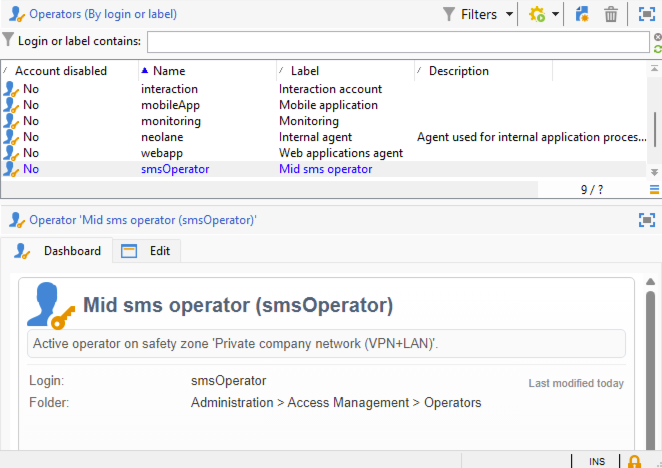 Operators (By login or label)
Filters
Login or label contains:
Account disabled Name Label Description
No interaction Interaction account
No mobileApp Mobile application
No monitoring Monitoring
No neolane Internal agent Agent used for internal application proces...
No webapp Web applications agent
No smsOperator Mid sms operator
9 / ?
Operator 'Mid sms operator (smsOperator)'
Dashboard Edit
Mid sms operator (smsOperator)
Active operator on safety zone 'Private company network (VPN+LAN)'.
Login: smsOperator Last modified today
Folder: Administration > Access Management > Operators
INS